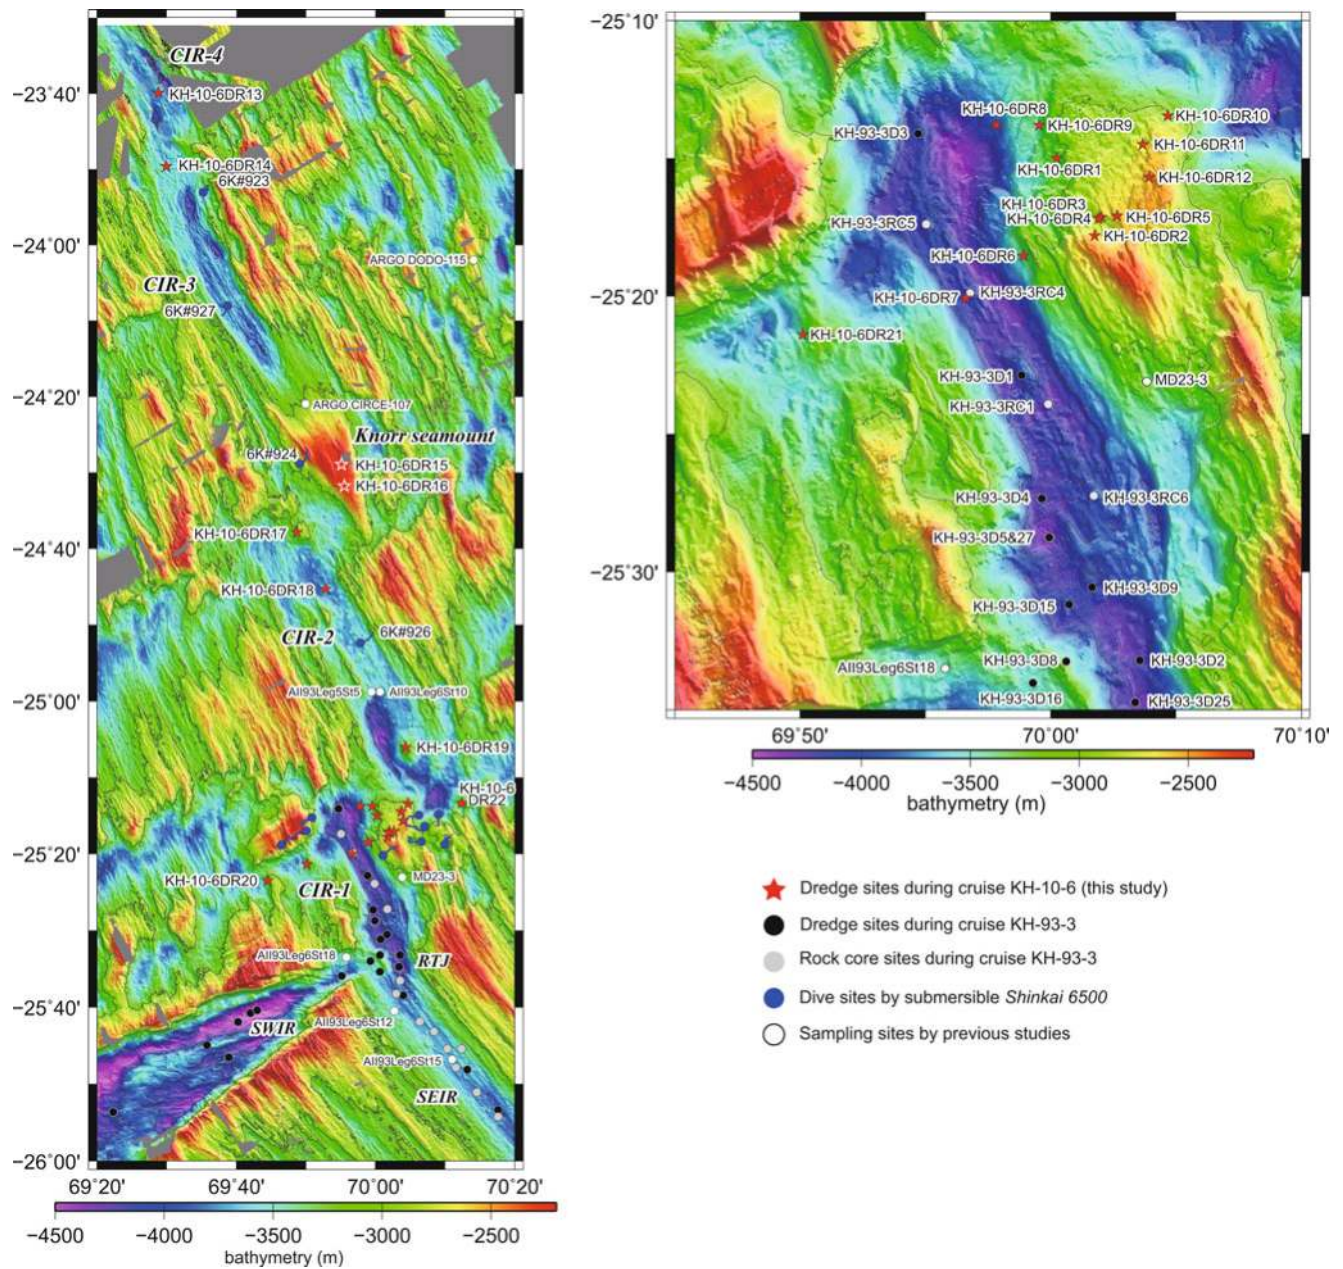 CIR-4
−23°40'
KH-10-6DR13
KH-10-6DR14
6K#923
−24°00'
ARGO DODO-115
CIR-3
6K#927
−24°20'
ARGO CIRCE-107
Knorr seamount
6K#924
KH-10-6DR15
KH-10-6DR16
KH-10-6DR17
−24°40'
KH-10-6DR18
CIR-2
6K#926
AII93Leg5St5
AII93Leg6St10
−25°00'
KH-10-6DR19
KH-10-6
DR22
−25°20'
KH-10-6DR20
CIR-1
MD23-3
AII93Leg6St18
RTJ
−25°40'
SWIR
AII93Leg6St12
AII93Leg6St15
SEIR
−26°00'
69°20'
69°40'
70°00'
70°20'
−4500
−4000
−3500
−3000
−2500
bathymetry (m)
−25°10'
KH-10-6DR8
KH-93-3D3
KH-10-6DR9
KH-10-6DR10
KH-10-6DR11
KH-10-6DR1
KH-10-6DR12
KH-10-6DR3
KH-10-6DR4
KH-10-6DR5
KH-93-3RC5
KH-10-6DR2
KH-10-6DR6
−25°20'
KH-10-6DR7
KH-93-3RC4
KH-10-6DR21
KH-93-3D1
MD23-3
KH-93-3RC1
KH-93-3D4
KH-93-3RC6
KH-93-3D5&27
−25°30'
KH-93-3D9
KH-93-3D15
AII93Leg6St18
KH-93-3D8
KH-93-3D2
KH-93-3D16
KH-93-3D25
69°50'
70°00'
70°10'
−4500
−4000
−3500
−3000
−2500
bathymetry (m)
Dredge sites during cruise KH-10-6 (this study)
Dredge sites during cruise KH-93-3
Rock core sites during cruise KH-93-3
Dive sites by submersible Shinkai 6500
Sampling sites by previous studies